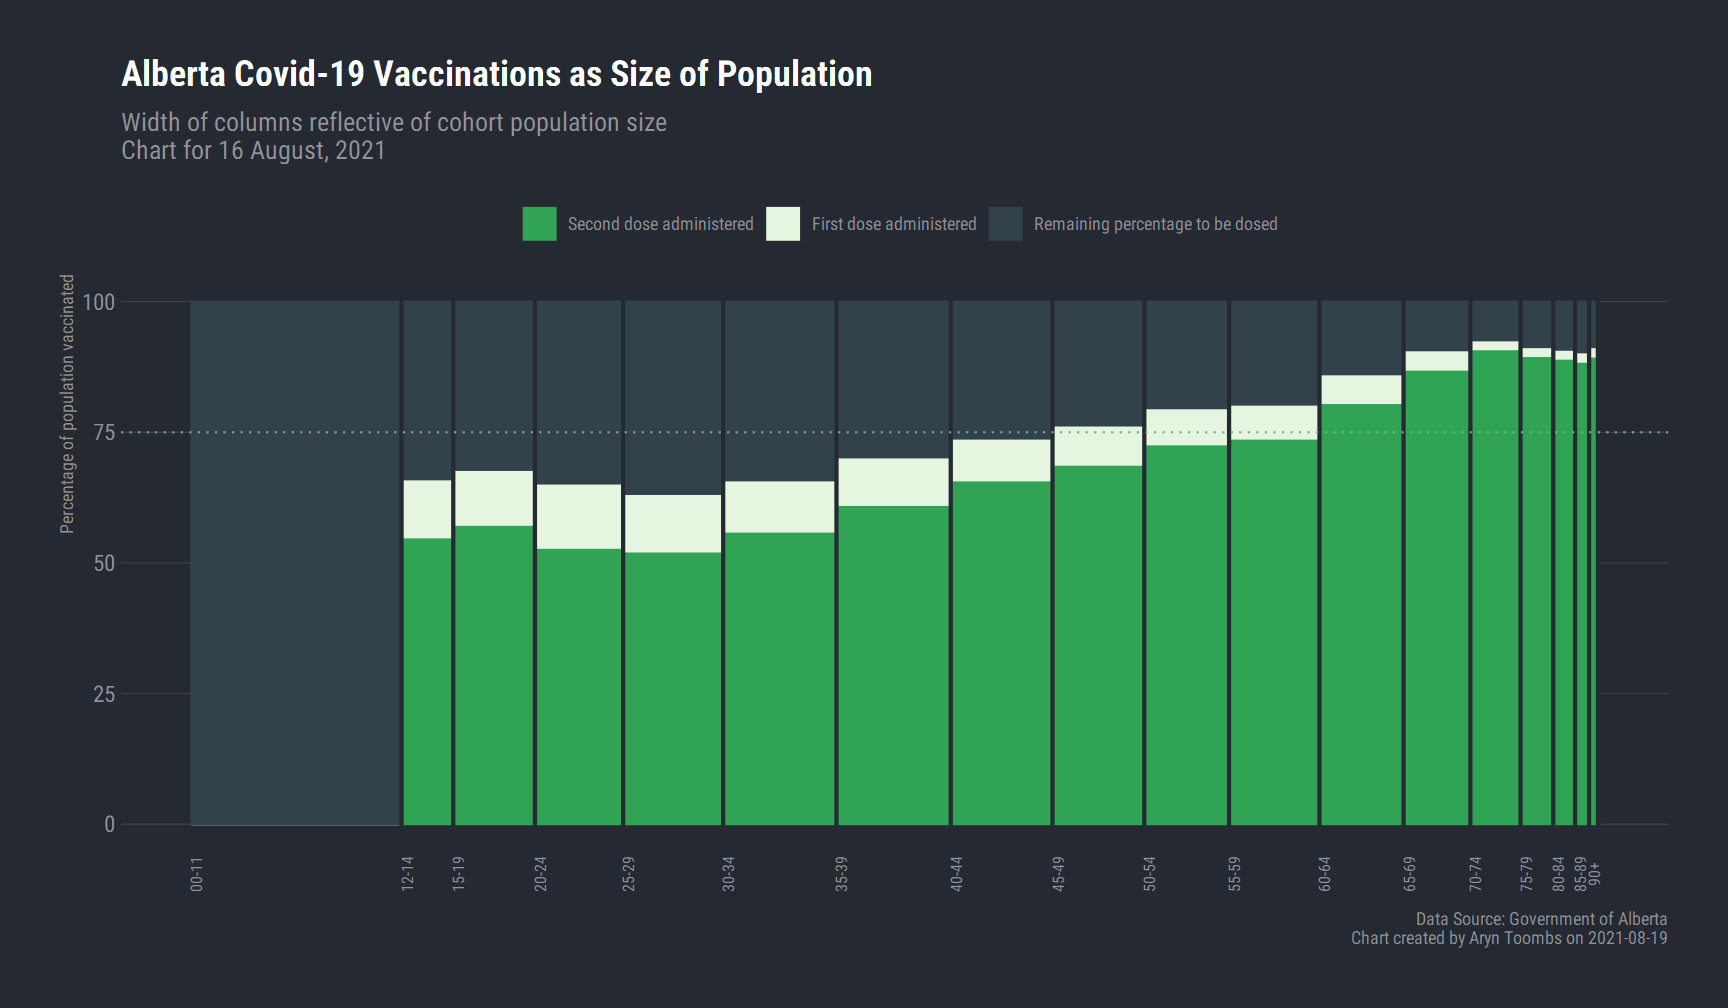 Alberta Covid-19 Vaccinations as Size of Population
Width of columns reflective of cohort population size
Chart for 16 August, 2021
Second dose administered
First dose administered
Remaining percentage to be dosed
Percentage of population vaccinated
100
75
50
25
0
00-11
12-14
15-19
20-24
25-29
30-34
35-39
40-44
45-49
50-54
55-59
60-64
65-69
70-74
75-79
80-84
85-89
90+
Data Source: Government of Alberta
Chart created by Aryn Toombs on 2021-08-19